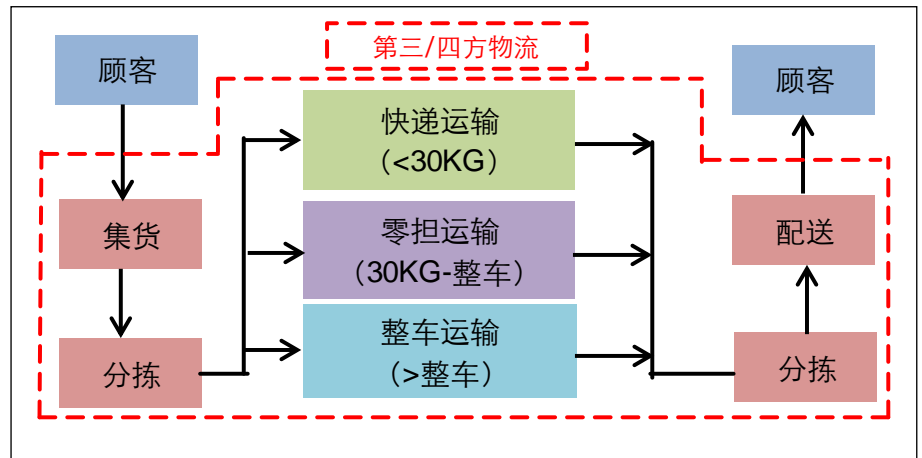 第三/四方物流
顾客
顾客
快递运输
（<30KG）
集货
零担运输
（30KG-整车）
配送
分拣
整车运输
（>整车）
分拣